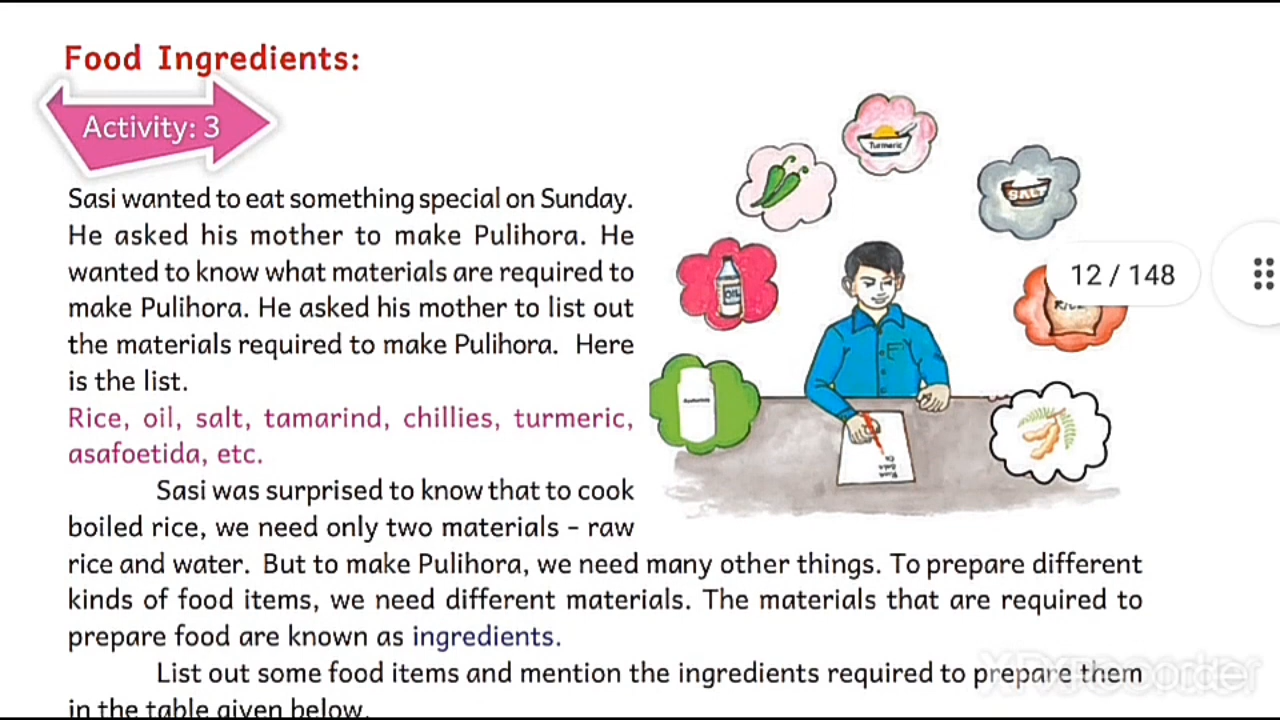 Food Ingredients:
Activity: 3
Turmeric
SALT
OIL
12 / 148
Sasi wanted to eat something special on Sunday.
He asked his mother to make Pulihora. He
wanted to know what materials are required to
make Pulihora. He asked his mother to list out
the materials required to make Pulihora. Here
is the list.
Rice, oil, salt, tamarind, chillies, turmeric,
asafoetida, etc.
Sasi was surprised to know that to cook
boiled rice, we need only two materials - raw
rice and water. But to make Pulihora, we need many other things. To prepare different
kinds of food items, we need different materials. The materials that are required to
prepare food are known as ingredients.
List out some food items and mention the ingredients required to prepare them
in the table given below.